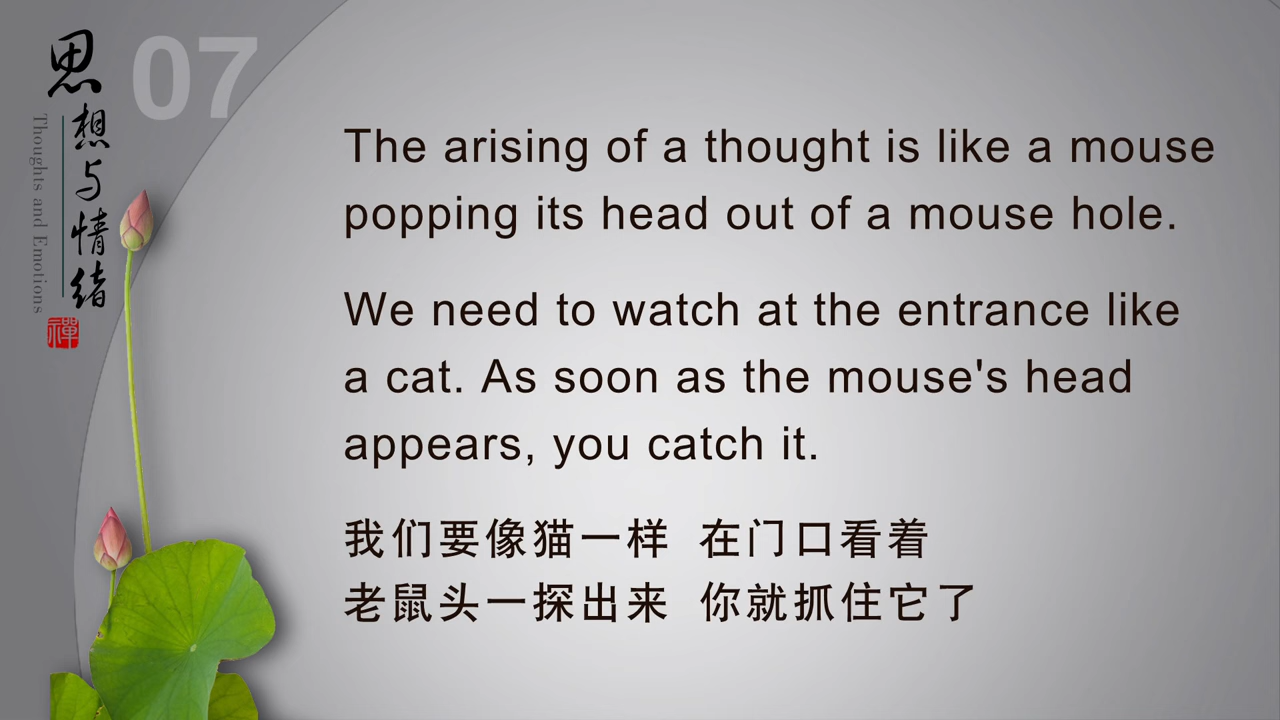 思想与情绪
Thoughts and Emotions
禪
07
The arising of a thought is like a mouse
popping its head out of a mouse hole.
We need to watch at the entrance like
a cat. As soon as the mouse's head
appears, you catch it.
我们要像猫一样 在门口看着
老鼠头一探出来 你就抓住它了